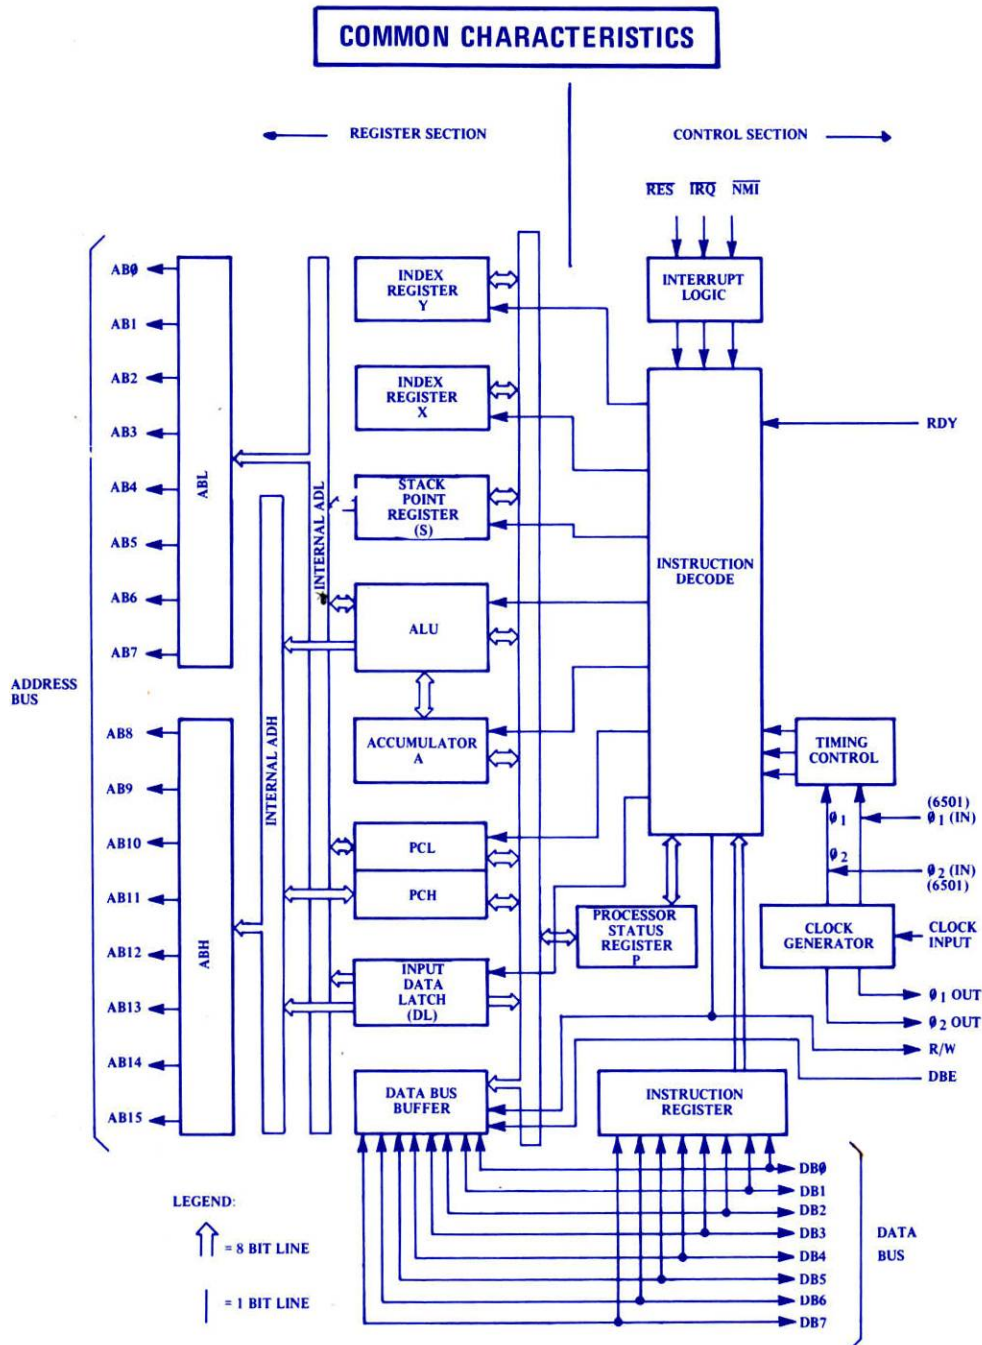 COMMON CHARACTERISTICS
REGISTER SECTION
CONTROL SECTION
RES IRQ NMI
INTERRUPT
LOGIC
ADDRESS
BUS
AB0
AB1
AB2
AB3
AB4
AB5
AB6
AB7
AB8
AB9
AB10
AB11
AB12
AB13
AB14
AB15
ABL
ABH
INTERNAL ADL
INTERNAL ADH
INDEX
REGISTER
Y
INDEX
REGISTER
X
STACK
POINT
REGISTER
(S)
ALU
ACCUMULATOR
A
PCL
PCH
INPUT
DATA
LATCH
(DL)
DATA BUS
BUFFER
INSTRUCTION
DECODE
RDY
TIMING
CONTROL
(6501)
Ø1 (IN)
Ø1
Ø2
Ø2 (IN)
(6501)
PROCESSOR
STATUS
REGISTER
P
CLOCK
GENERATOR
CLOCK
INPUT
Ø1 OUT
Ø2 OUT
R/W
DBE
INSTRUCTION
REGISTER
DBØ
DB1
DB2
DB3
DB4
DB5
DB6
DB7
DATA
BUS
LEGEND:
= 8 BIT LINE
= 1 BIT LINE